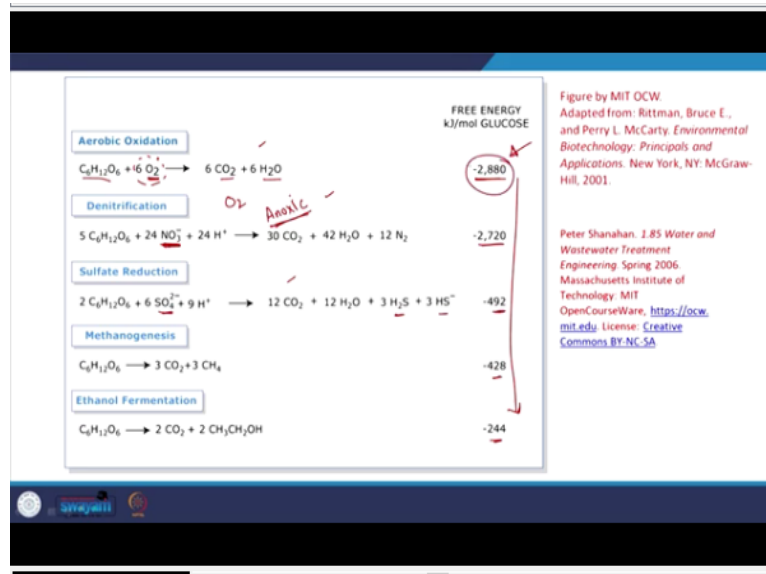 FREE ENERGY
kJ/mol GLUCOSE
Aerobic Oxidation
C₆H₁₂O₆ + 6 O₂ ⟶ 6 CO₂ + 6 H₂O -2,880
O₂ Anoxic
Denitrification
5 C₆H₁₂O₆ + 24 NO₃⁻ + 24 H⁺ ⟶ 30 CO₂ + 42 H₂O + 12 N₂ -2,720
Sulfate Reduction
2 C₆H₁₂O₆ + 6 SO₄²⁻ + 9 H⁺ ⟶ 12 CO₂ + 12 H₂O + 3 H₂S + 3 HS⁻ -492
Methanogenesis
C₆H₁₂O₆ ⟶ 3 CO₂+3 CH₄ -428
Ethanol Fermentation
C₆H₁₂O₆ ⟶ 2 CO₂ + 2 CH₃CH₂OH -244
Figure by MIT OCW.
Adapted from: Rittman, Bruce E.,
and Perry L. McCarty. Environmental
Biotechnology: Principals and
Applications. New York, NY: McGraw-
Hill, 2001.
Peter Shanahan. 1.85 Water and
Wastewater Treatment
Engineering. Spring 2006.
Massachusetts Institute of
Technology: MIT
OpenCourseWare, https://ocw.
mit.edu. License: Creative
Commons BY-NC-SA
swayam